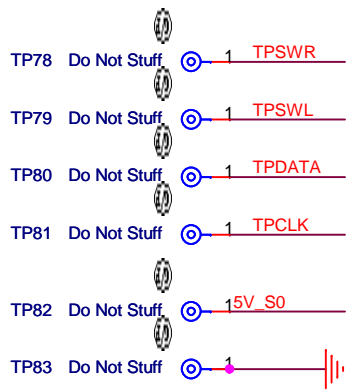 TP78 Do Not Stuff 1 TPSWR
TP79 Do Not Stuff 1 TPSWL
TP80 Do Not Stuff 1 TPDATA
TP81 Do Not Stuff 1 TPCLK
TP82 Do Not Stuff 1 5V_S0
TP83 Do Not Stuff 1